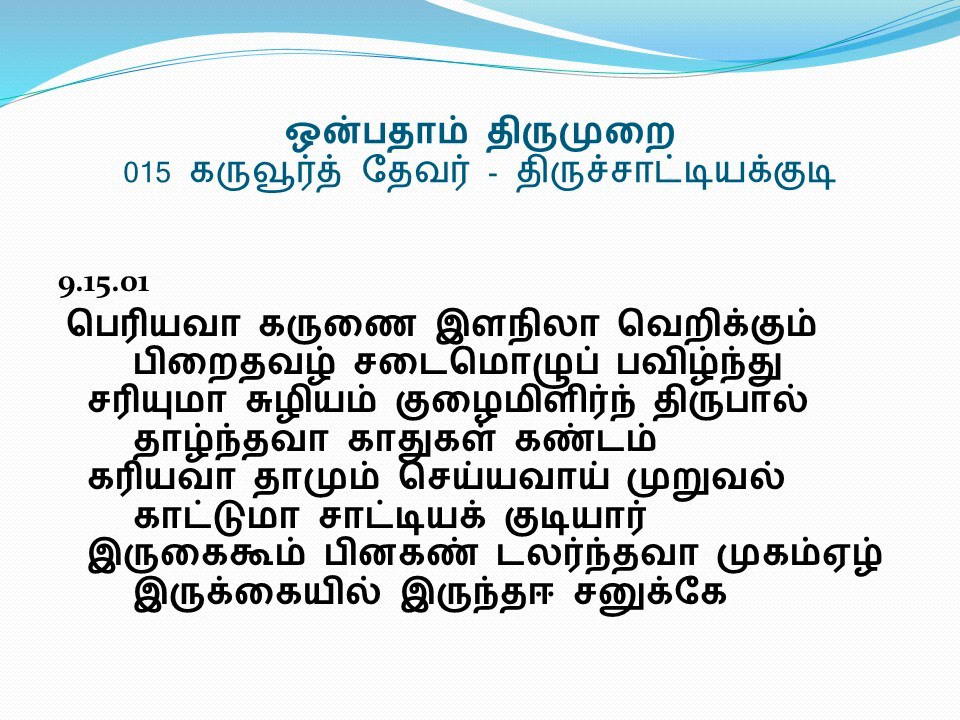 ஒன்பதாம் திருமுறை
015 கருவூர்த் தேவர் - திருச்சாட்டியக்குடி
9.15.01
பெரியவா கருணை இளநிலா வெறிக்கும்
பிறைதவழ் சடைமொழுப் பவிழ்ந்து
சரியுமா சுழியம் குழைமிளிர்ந் திருபால்
தாழ்ந்தவா காதுகள் கண்டம்
கரியவா தாமும் செய்யவாய் முறுவல்
காட்டுமா சாட்டியக் குடியார்
இருகைகூம் பினகண் டலர்ந்தவா முகம்ஏழ்
இருக்கையில் இருந்தஈ சனுக்கே